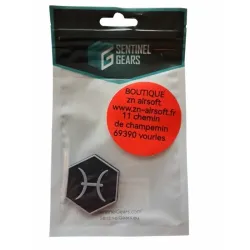 SENTINEL
GEARS
BOUTIQUE
zn airsoft
www.zn-airsoft.fr
11 chemin
de champemin
69390 vourles